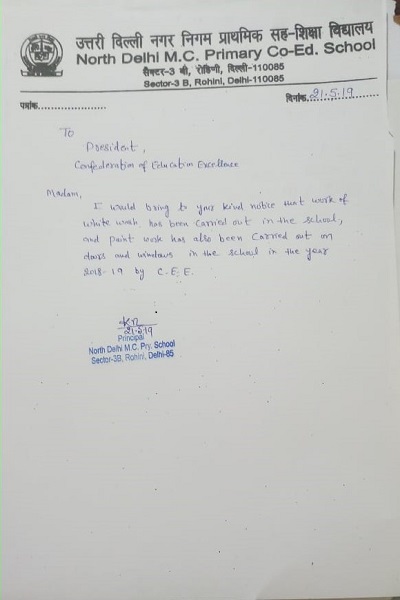 उत्तरी दिल्ली नगर निगम प्राथमिक सह-शिक्षा विद्यालय
North Delhi M.C. Primary Co-Ed. School
सैक्टर-3 बी, रोहिणी, दिल्ली-110085
Sector-3 B, Rohini, Delhi-110085
पत्रांक......................
दिनांक...21.5.19...
To
President,
Confederation of Education Excellence
Madam,
I would bring to your kind notice that work of
white wash has been carried out in the school,
and paint work has also been carried out on
doors and windows in the school in the year
2018-19 by C.E.E.
21.5.19
Principal
North Delhi M.C. Pry. School
Sector-3B, Rohini, Delhi-85